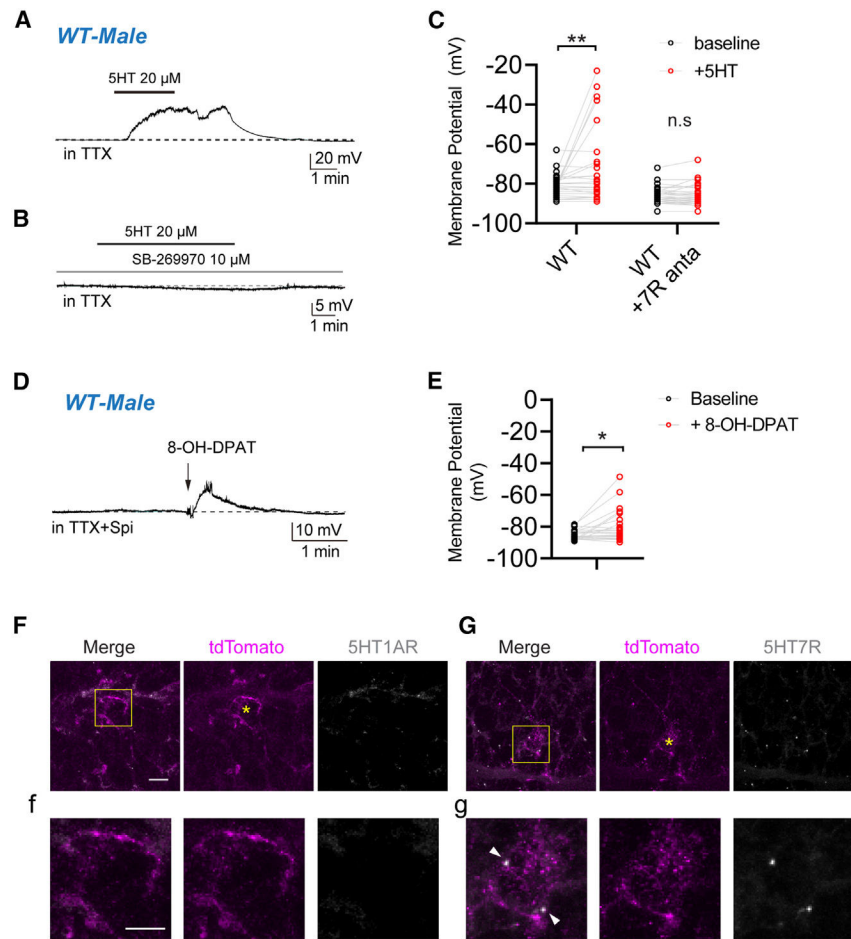 A
WT-Male
5HT 20 µM
in TTX
20 mV
1 min
B
5HT 20 µM
SB-269970 10 µM
in TTX
5 mV
1 min
C
Membrane Potential (mV)
-20
-40
-60
-80
-100
**
n.s
baseline
+5HT
WT
WT
+7R anta
D
WT-Male
8-OH-DPAT
in TTX+Spi
10 mV
1 min
E
Membrane Potential
(mV)
0
-20
-40
-60
-80
-100
*
Baseline
+ 8-OH-DPAT
F
Merge
tdTomato
5HT1AR
*
f
G
Merge
tdTomato
5HT7R
*
g